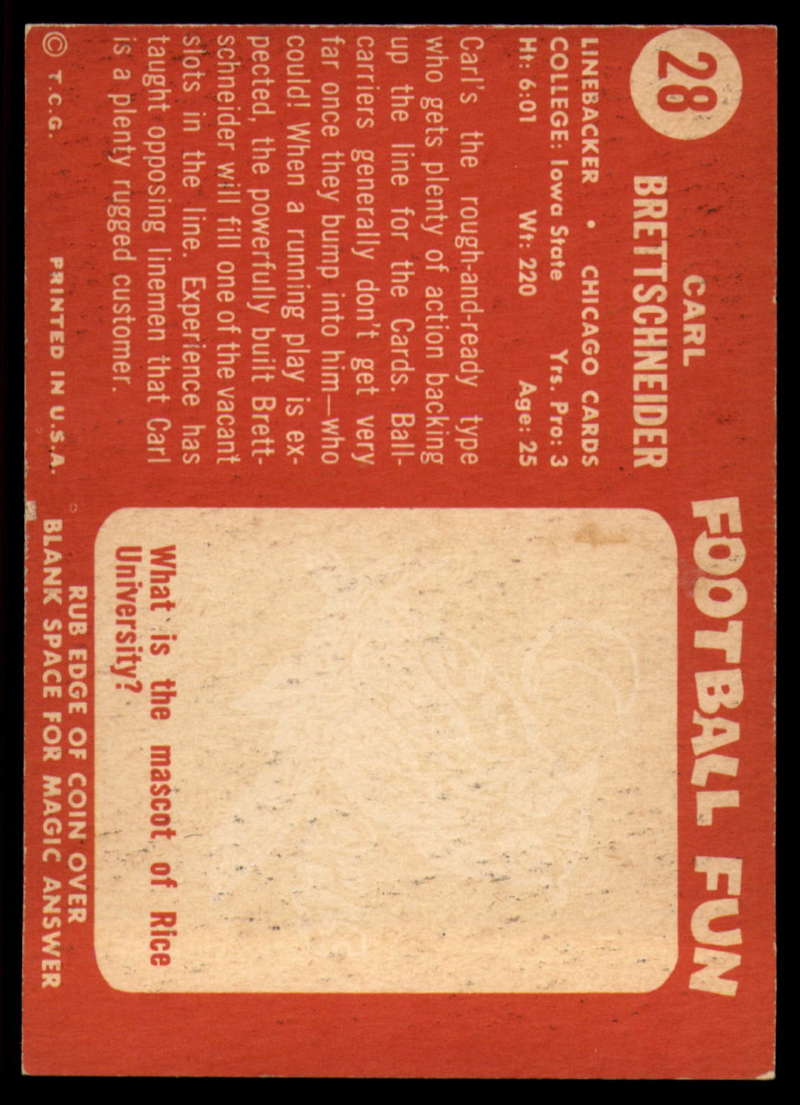 28
CARL
BRETTSCHNEIDER
LINEBACKER • CHICAGO CARDS
COLLEGE: Iowa State Yrs. Pro: 3
Ht: 6:01 Wt: 220 Age: 25
Carl's the rough-and-ready type
who gets plenty of action backing
up the line for the Cards. Ball-
carriers generally don't get very
far once they bump into him—who
could! When a running play is ex-
pected, the powerfully built Brett-
schneider will fill one of the vacant
slots in the line. Experience has
taught opposing linemen that Carl
is a plenty rugged customer.
© T.C.G. PRINTED IN U.S.A.
FOOTBALL FUN
What is the mascot of Rice
University?
RUB EDGE OF COIN OVER
BLANK SPACE FOR MAGIC ANSWER